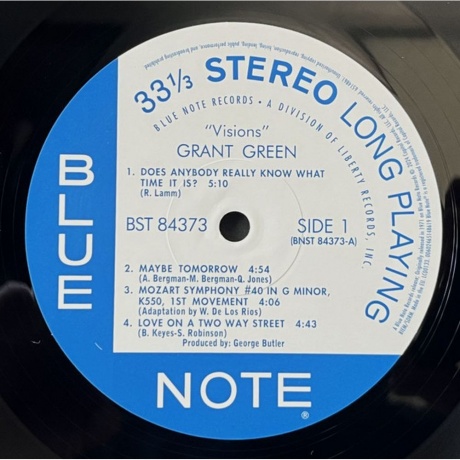 33⅓ STEREO LONG PLAYING
BLUE NOTE RECORDS • A DIVISION OF LIBERTY RECORDS, INC.
"Visions"
GRANT GREEN
1. DOES ANYBODY REALLY KNOW WHAT
TIME IT IS? 5:10
(R. Lamm)
BST 84373
SIDE 1
(BNST 84373-A)
2. MAYBE TOMORROW 4:54
(A. Bergman-M. Bergman-Q. Jones)
3. MOZART SYMPHONY #40 IN G MINOR,
K550, 1ST MOVEMENT 4:06
(Adaptation by W. De Los Rios)
4. LOVE ON A TWO WAY STREET 4:43
(B. Keyes-S. Robinson)
Produced by: George Butler
BLUE
NOTE
®